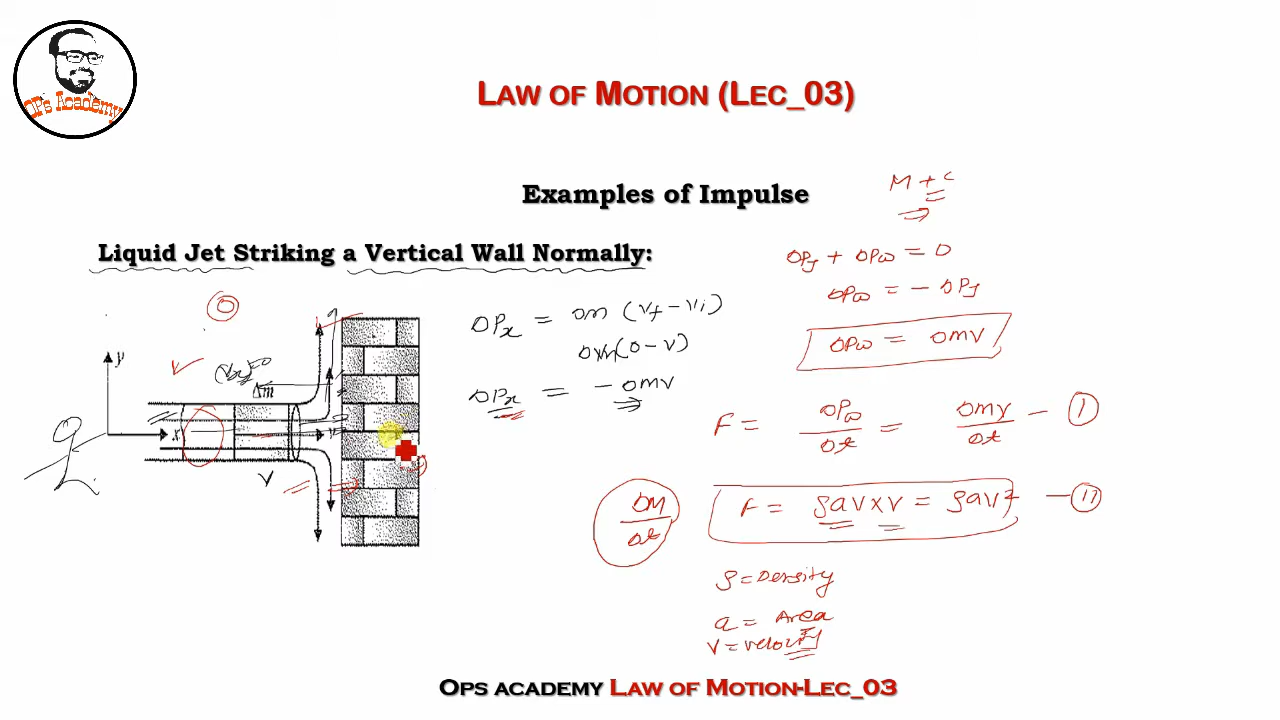 OPs Academy
LAW OF MOTION (LEC_03)
Examples of Impulse
M + c
⇒
Liquid Jet Striking a Vertical Wall Normally:
ΔPj + ΔPw = 0
ΔPw = - ΔPj
ΔPw = Δmv
ΔPx = Δm (Vf - Vi)
Δm(0 - v)
ΔPx = - Δmv
y
Δm
x
V
F = ΔPw/Δt = Δmv/Δt - ①
ΔM/Δt
F = ρav×v = ρav² - ⑪
ρ = Density
a = Area
v = velocity
OPS ACADEMY LAW OF MOTION-LEC_03